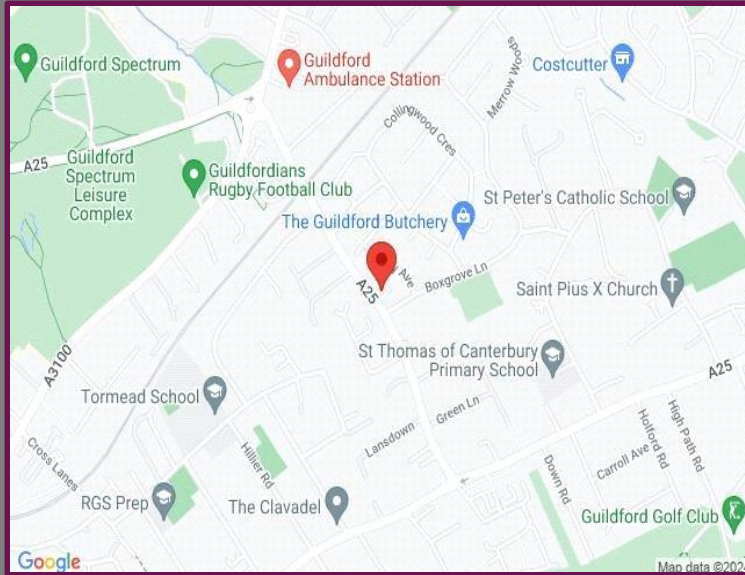 Guildford Spectrum
Guildford
Ambulance Station
Costcutter
Merrow Woods
Collingwood Cres
A25
Guildford
Spectrum
Leisure
Complex
Guildfordians
Rugby Football Club
The Guildford Butchery
St Peter's Catholic School
Ave
Boxgrove Ln
A25
Saint Pius X Church
St Thomas of Canterbury
Primary School
A3100
A25
Tormead School
Green Ln
Lansdown
Holford Rd
High Path Rd
Carroll Ave
Cross Lanes
Hillier Rd
Down Rd
RGS Prep
The Clavadel
Guildford Golf Club
Google
Map data ©202